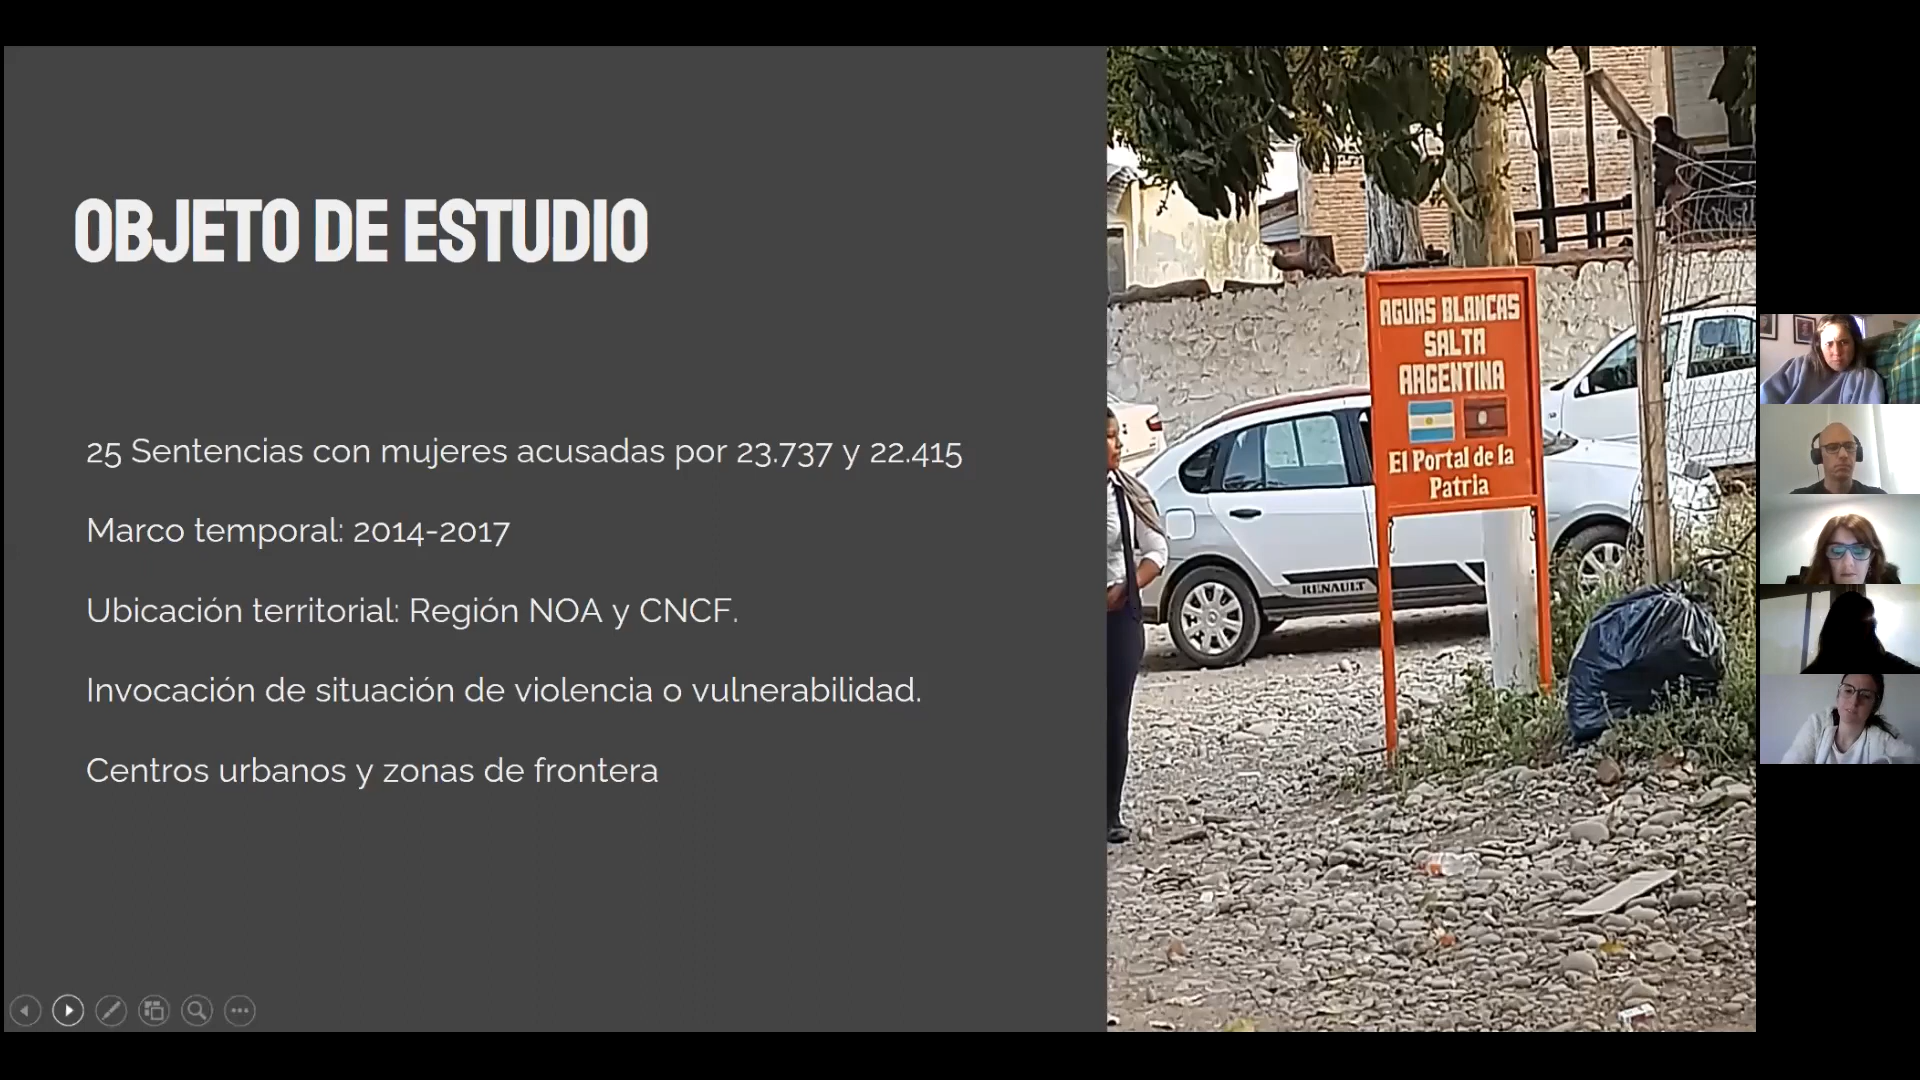 OBJETO DE ESTUDIO
25 Sentencias con mujeres acusadas por 23.737 y 22.415
Marco temporal: 2014-2017
Ubicación territorial: Región NOA y CNCF.
Invocación de situación de violencia o vulnerabilidad.
Centros urbanos y zonas de frontera
AGUAS BLANCAS
SALTA
ARGENTINA
El Portal de la
Patria
RENAULT